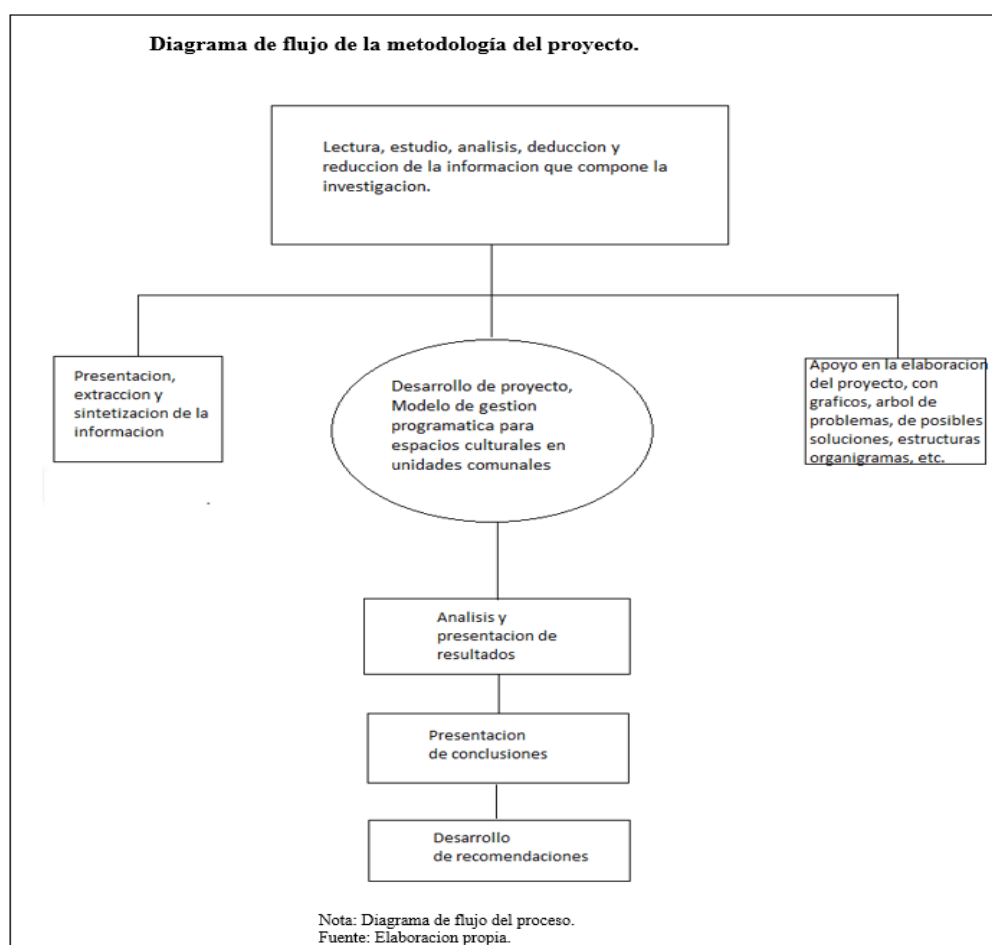 Diagrama de flujo de la metodología del proyecto.
Lectura, estudio, analisis, deduccion y
reduccion de la informacion que compone la
investigacion.
Presentacion,
extraccion y
sintetizacion de la
informacion
Desarrollo de proyecto,
Modelo de gestion
programatica para
espacios culturales en
unidades comunales
Apoyo en la elaboracion
del proyecto, con
graficos, arbol de
problemas, de posibles
soluciones, estructuras
organigramas, etc.
Analisis y
presentacion de
resultados
Presentacion
de conclusiones
Desarrollo
de recomendaciones
Nota: Diagrama de flujo del proceso.
Fuente: Elaboracion propia.